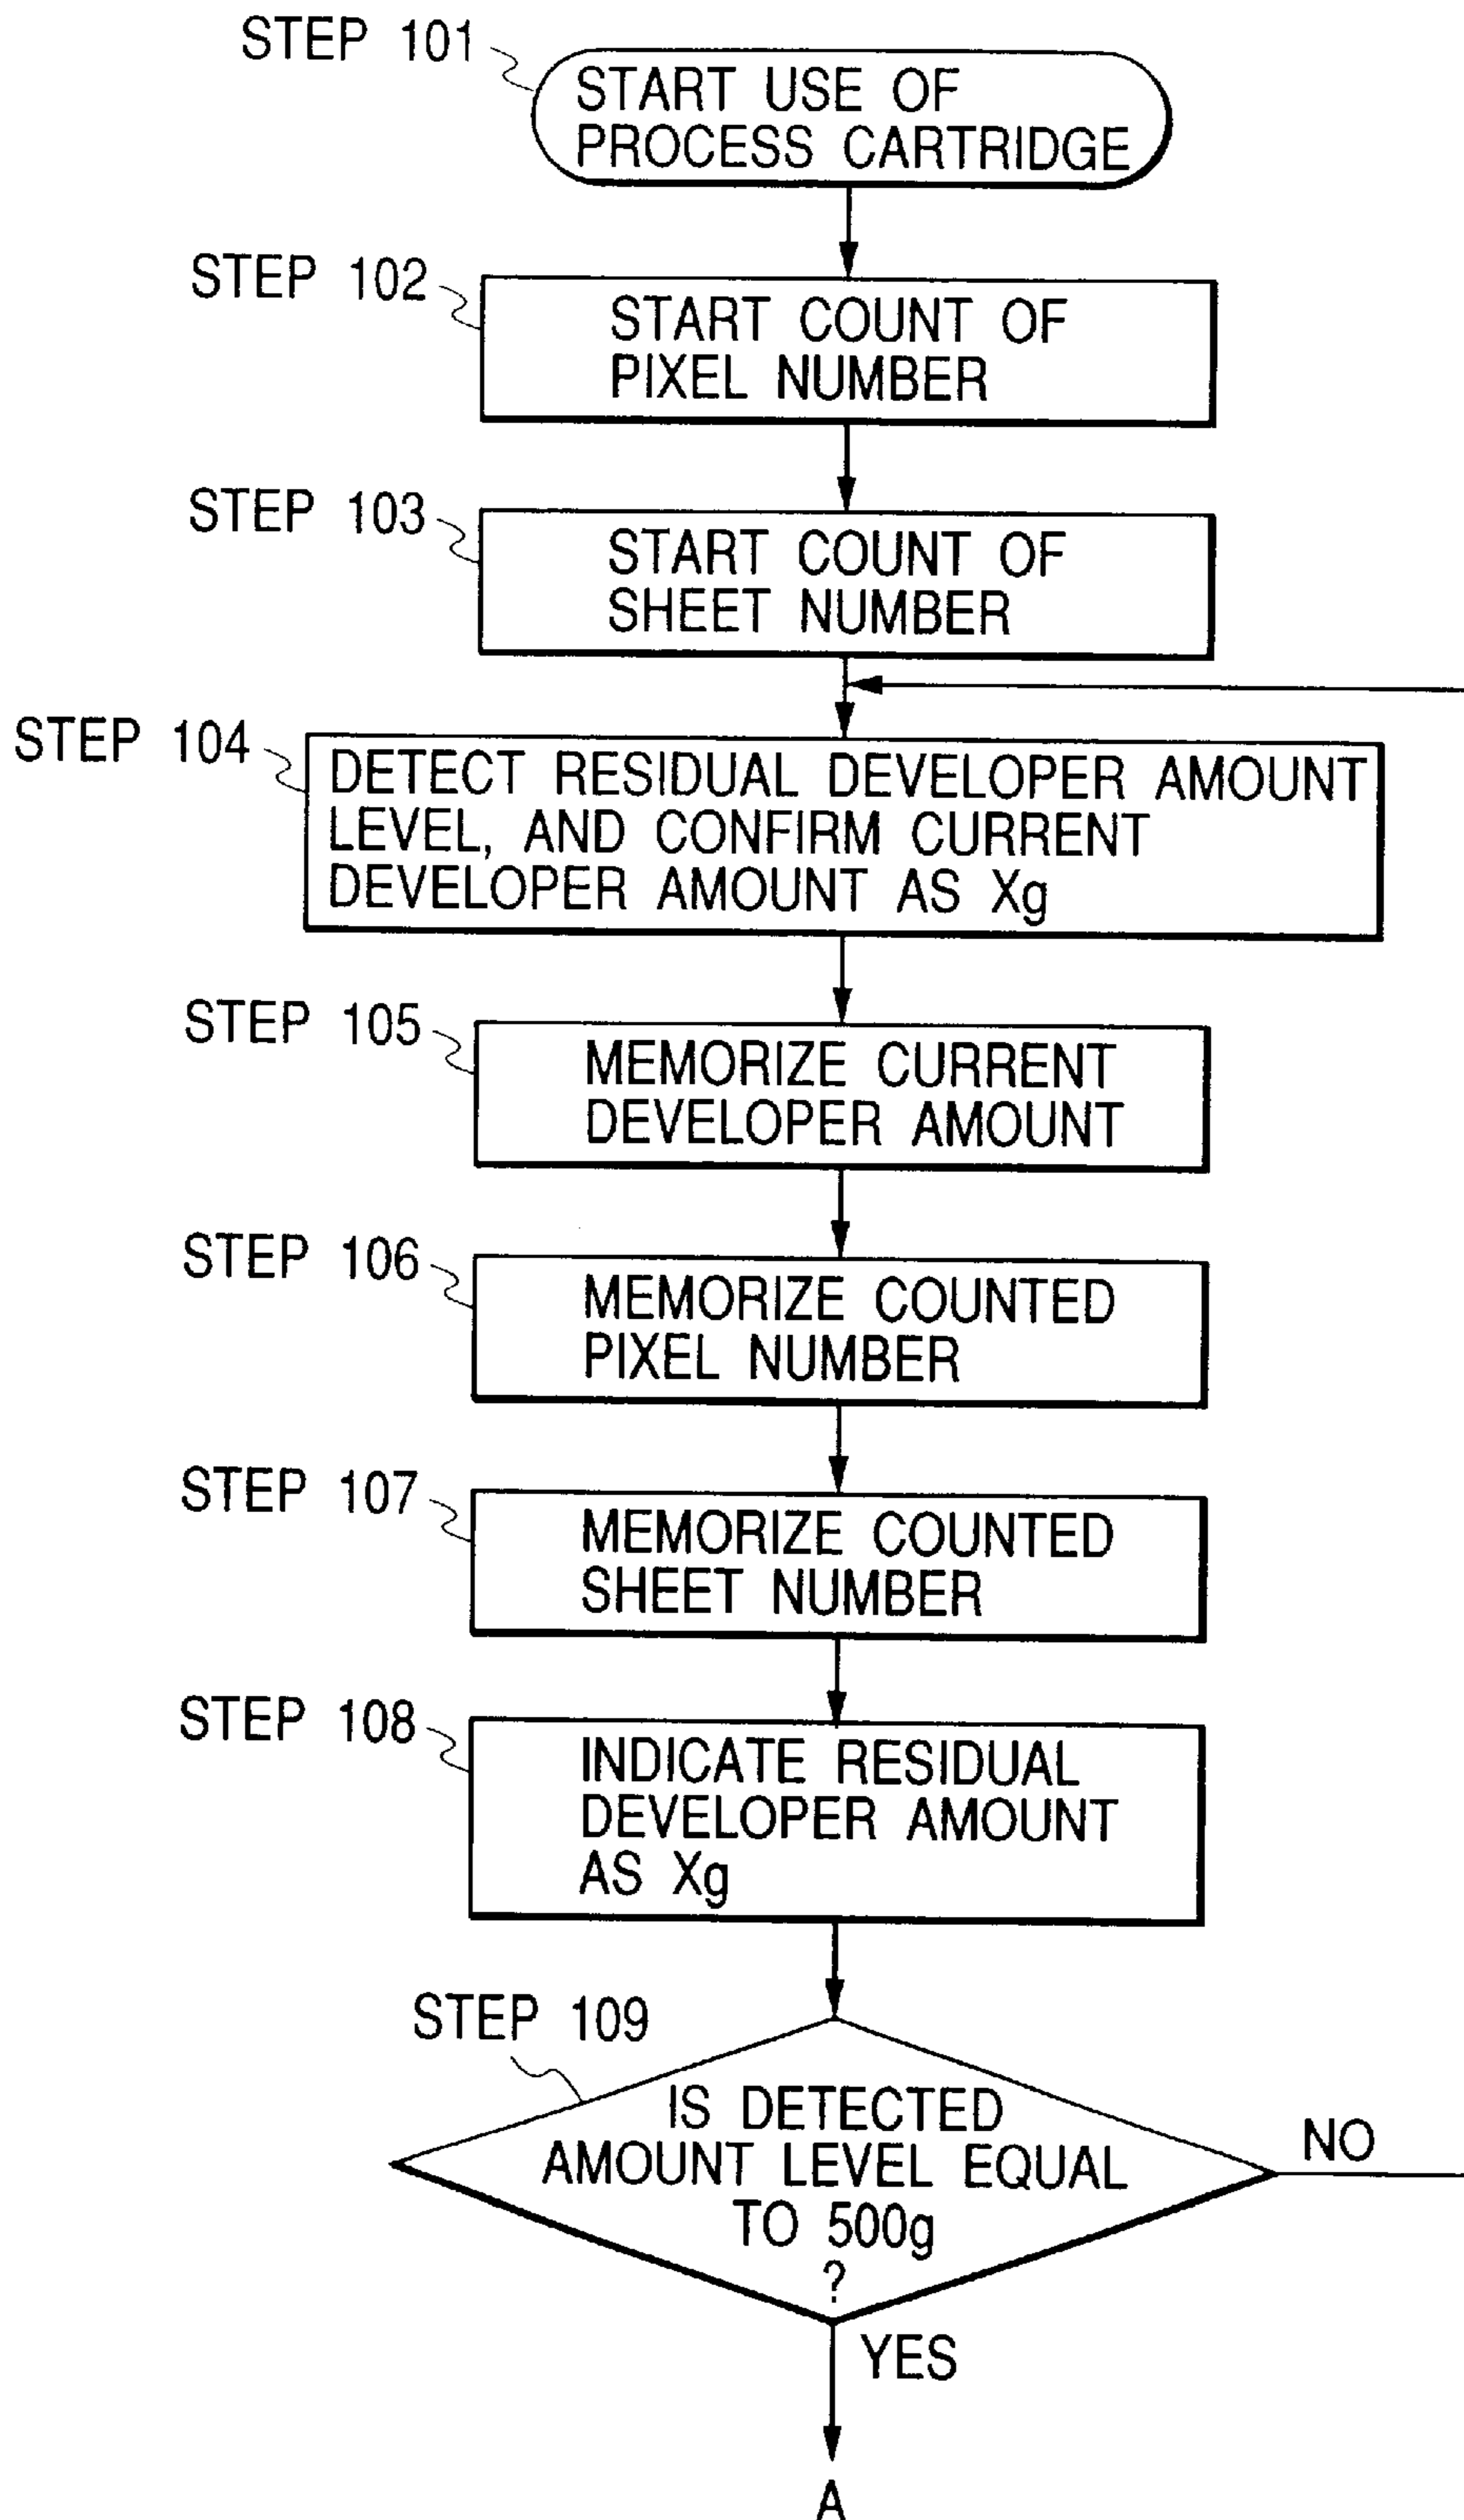 STEP 101
START USE OF
PROCESS CARTRIDGE
STEP 102
START COUNT OF
PIXEL NUMBER
STEP 103
START COUNT OF
SHEET NUMBER
STEP 104
DETECT RESIDUAL DEVELOPER AMOUNT
LEVEL, AND CONFIRM CURRENT
DEVELOPER AMOUNT AS Xg
STEP 105
MEMORIZE CURRENT
DEVELOPER AMOUNT
STEP 106
MEMORIZE COUNTED
PIXEL NUMBER
STEP 107
MEMORIZE COUNTED
SHEET NUMBER
STEP 108
INDICATE RESIDUAL
DEVELOPER AMOUNT
AS Xg
STEP 109
IS DETECTED
AMOUNT LEVEL EQUAL
TO 500g
?
NO
YES
A